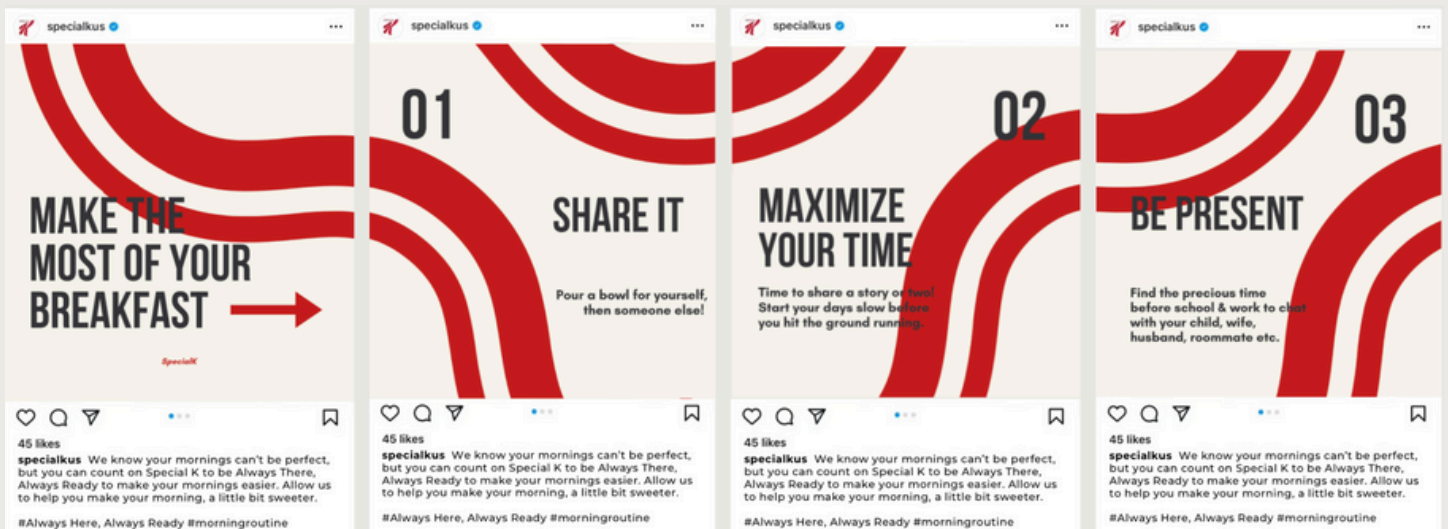 specialkus
MAKE THE
MOST OF YOUR
BREAKFAST
SpecialK
45 likes
specialkus We know your mornings can't be perfect,
but you can count on Special K to be Always There,
Always Ready to make your mornings easier. Allow us
to help you make your morning, a little bit sweeter.
#Always Here, Always Ready #morningroutine
specialkus
01
SHARE IT
Pour a bowl for yourself,
then someone else!
45 likes
specialkus We know your mornings can't be perfect,
but you can count on Special K to be Always There,
Always Ready to make your mornings easier. Allow us
to help you make your morning, a little bit sweeter.
#Always Here, Always Ready #morningroutine
specialkus
02
MAXIMIZE
YOUR TIME
Time to share a story or two!
Start your days slow before
you hit the ground running.
45 likes
specialkus We know your mornings can't be perfect,
but you can count on Special K to be Always There,
Always Ready to make your mornings easier. Allow us
to help you make your morning, a little bit sweeter.
#Always Here, Always Ready #morningroutine
specialkus
03
BE PRESENT
Find the precious time
before school & work to chat
with your child, wife,
husband, roommate etc.
45 likes
specialkus We know your mornings can't be perfect,
but you can count on Special K to be Always There,
Always Ready to make your mornings easier. Allow us
to help you make your morning, a little bit sweeter.
#Always Here, Always Ready #morningroutine